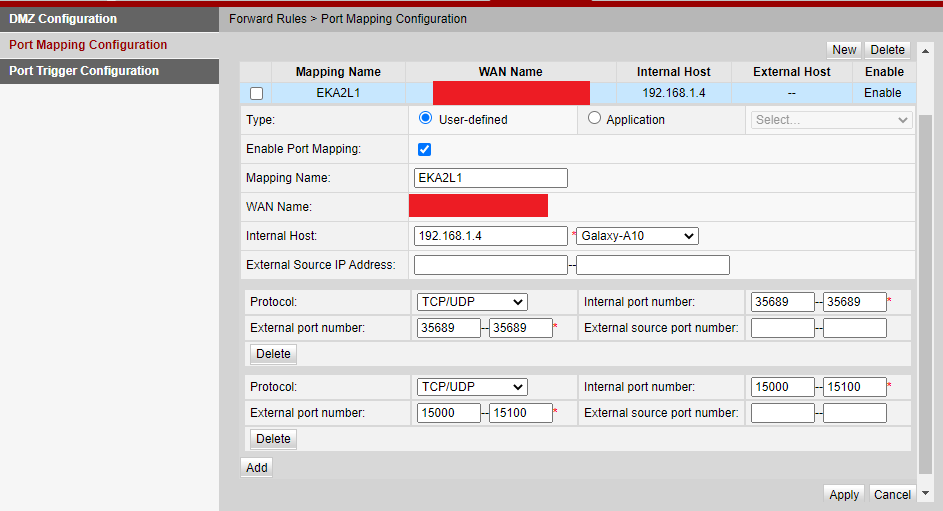 DMZ Configuration
Port Mapping Configuration
Port Trigger Configuration
Forward Rules > Port Mapping Configuration
New Delete
Mapping Name WAN Name Internal Host External Host Enable
EKA2L1 192.168.1.4 -- Enable
Type: User-defined Application Select...
Enable Port Mapping:
Mapping Name: EKA2L1
WAN Name:
Internal Host: 192.168.1.4 * Galaxy-A10
External Source IP Address: --
Protocol: TCP/UDP Internal port number: 35689 -- 35689 *
External port number: 35689 -- 35689 * External source port number: --
Delete
Protocol: TCP/UDP Internal port number: 15000 -- 15100 *
External port number: 15000 -- 15100 * External source port number: --
Delete
Add
Apply Cancel